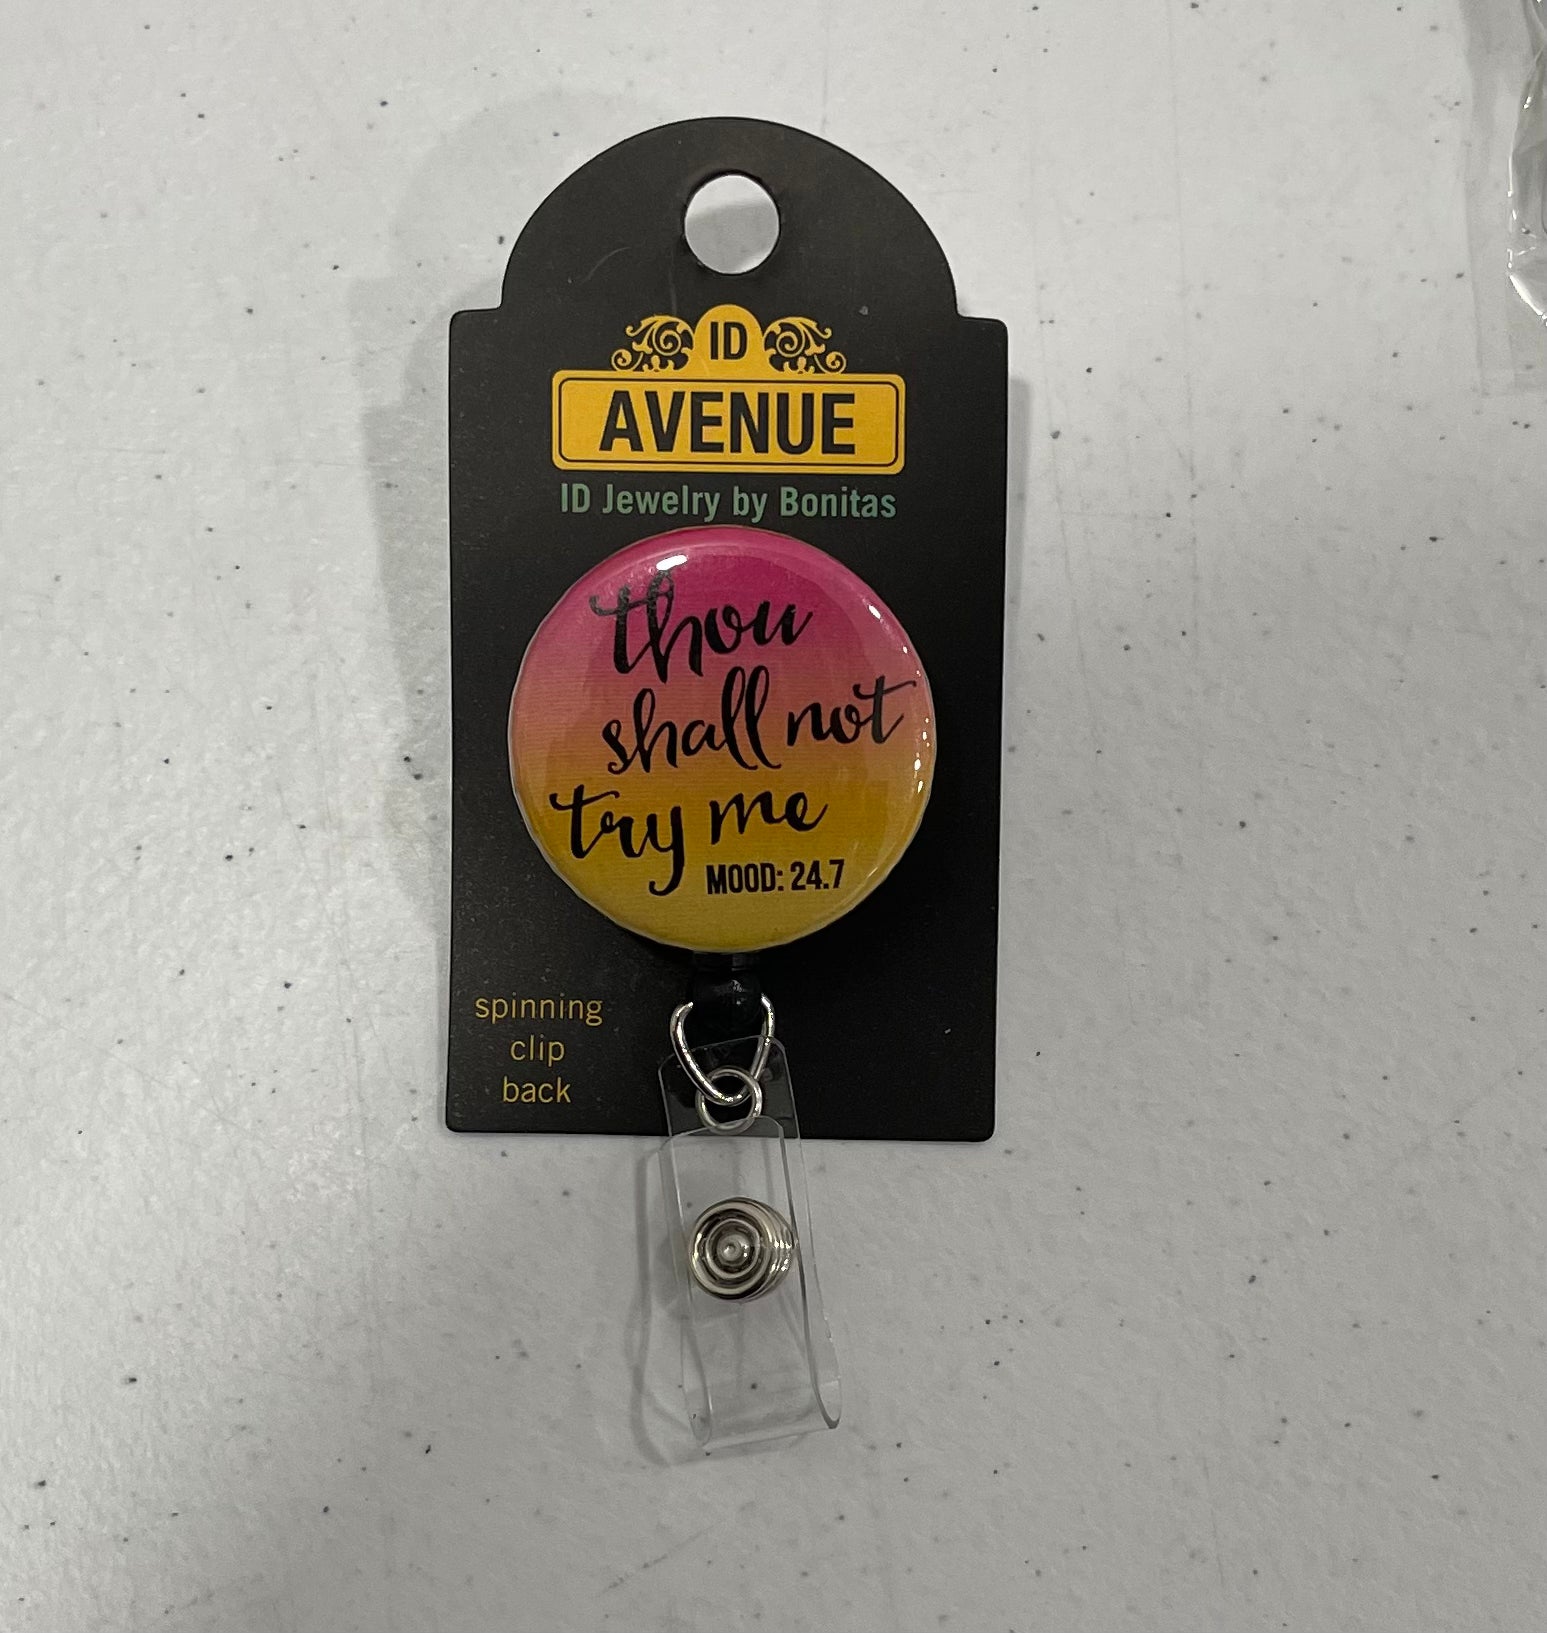 ID
AVENUE
ID Jewelry by Bonitas
thou
shall not
try me
MOOD: 24.7
spinning
clip
back